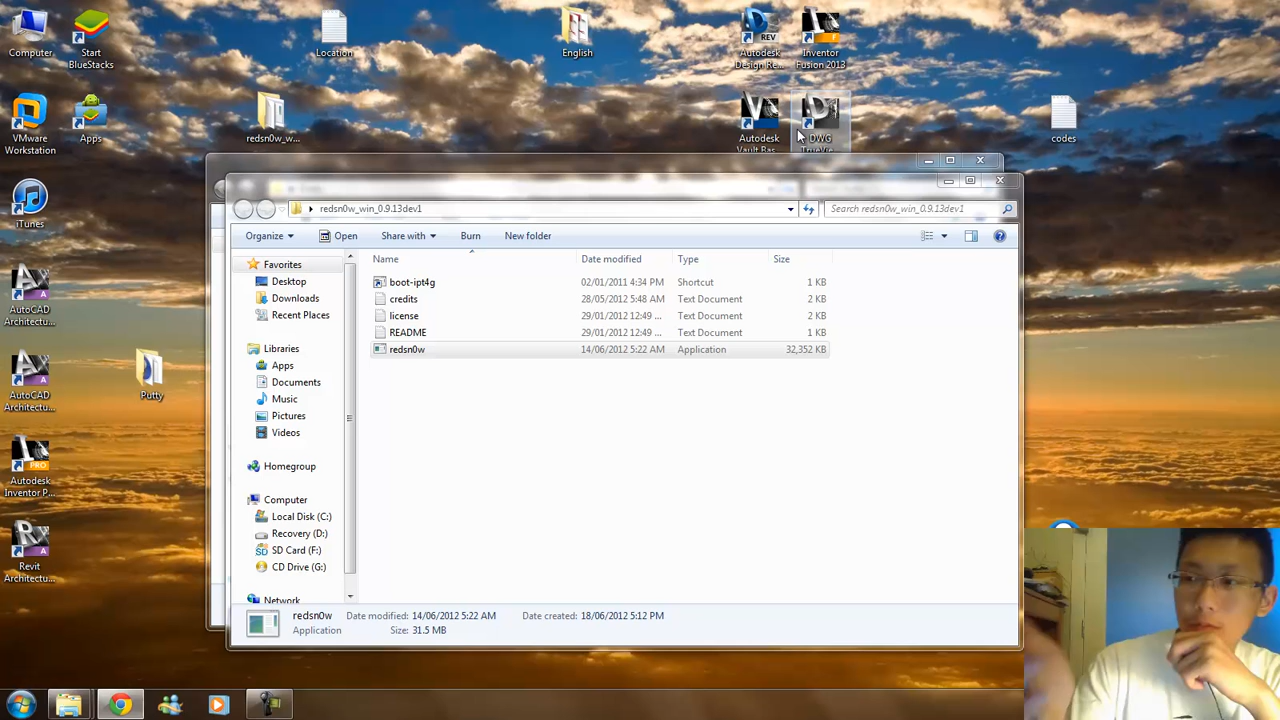 Computer
Start
BlueStacks
Location
English
Autodesk
Design Re...
Inventor
Fusion 2013
VMware
Workstation
Apps
redsn0w_w...
Autodesk
Vault Bas...
DWG
TrueVie...
codes
iTunes
AutoCAD
Architectu...
AutoCAD
Architectu...
Putty
Autodesk
Inventor P...
Revit
Architectu...
redsn0w_win_0.9.13dev1
Search redsn0w_win_0.9.13dev1
Organize Open Share with Burn New folder
Name Date modified Type Size
boot-ipt4g 02/01/2011 4:34 PM Shortcut 1 KB
credits 28/05/2012 5:48 AM Text Document 2 KB
license 29/01/2012 12:49 ... Text Document 2 KB
README 29/01/2012 12:49 ... Text Document 1 KB
redsn0w 14/06/2012 5:22 AM Application 32,352 KB
Favorites
Desktop
Downloads
Recent Places
Libraries
Apps
Documents
Music
Pictures
Videos
Homegroup
Computer
Local Disk (C:)
Recovery (D:)
SD Card (F:)
CD Drive (G:)
Network
redsn0w Date modified: 14/06/2012 5:22 AM Date created: 18/06/2012 5:12 PM
Application Size: 31.5 MB